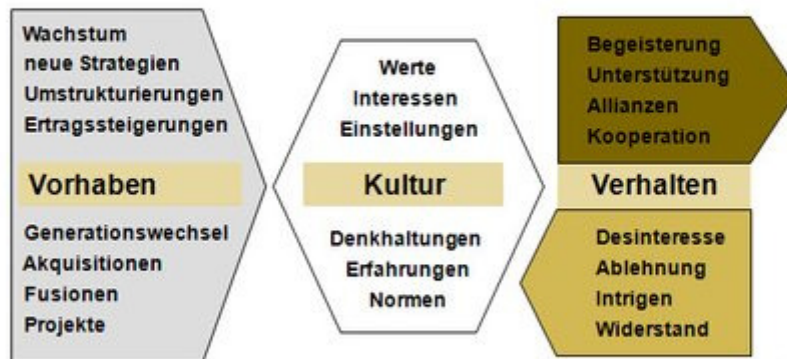 Wachstum
neue Strategien
Umstrukturierungen
Ertragssteigerungen
Vorhaben
Generationswechsel
Akquisitionen
Fusionen
Projekte
Werte
Interessen
Einstellungen
Kultur
Denkhaltungen
Erfahrungen
Normen
Begeisterung
Unterstützung
Allianzen
Kooperation
Verhalten
Desinteresse
Ablehnung
Intrigen
Widerstand